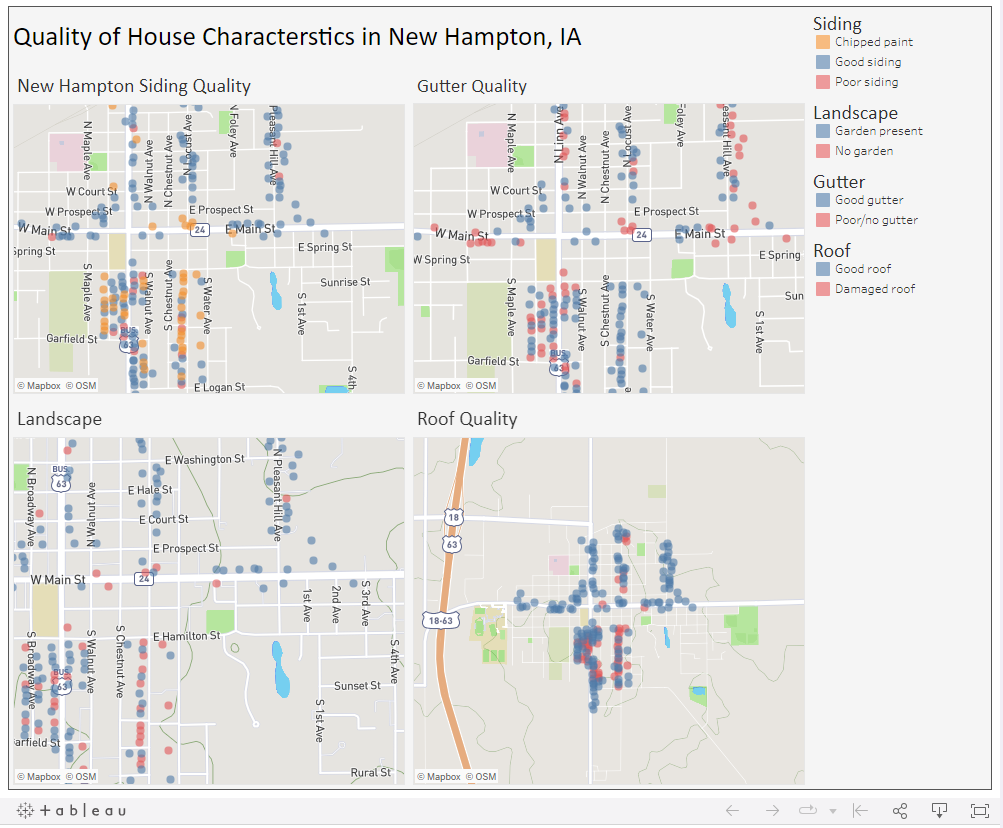 Quality of House Characterstics in New Hampton, IA
Siding
Chipped paint
Good siding
Poor siding
Landscape
Garden present
No garden
Gutter
Good gutter
Poor/no gutter
Roof
Good roof
Damaged roof
New Hampton Siding Quality
N Maple Ave
N Walnut Ave
N Chestnut Ave
N Locust Ave
N Foley Ave
Pleasant Hill Ave
W Court St
W Prospect St
E Prospect St
W Main St
24
E Main St
Spring St
E Spring St
S Maple Ave
S Walnut Ave
S Chestnut Ave
S Water Ave
Sunrise St
S 1st Ave
Garfield St
BUS
63
E Logan St
S 4th
© Mapbox © OSM
Gutter Quality
N Maple Ave
N Linn Ave
N Walnut Ave
N Chestnut Ave
N Locust Ave
Foley Ave
easant Hill Ave
W Court St
W Prospect St
E Prospect St
W Main St
24
E Main St
W Spring St
E Spring
S Maple Ave
S Walnut Ave
S Chestnut Ave
S Water Ave
Sun
S 1st Ave
Garfield St
BUS
63
© Mapbox © OSM
Landscape
N Broadway Ave
BUS
63
N Walnut Ave
E Washington St
N Pleasant Hill Ave
E Hale St
E Court St
E Prospect St
W Main St
24
1st Ave
2nd Ave
S 3rd Ave
S Broadway Ave
S Walnut Ave
S Chestnut Ave
E Hamilton St
S 4th Ave
BUS
63
Sunset St
S 1st Ave
arfield St
Rural St
© Mapbox © OSM
Roof Quality
18
63
18-63
© Mapbox © OSM
+ableau